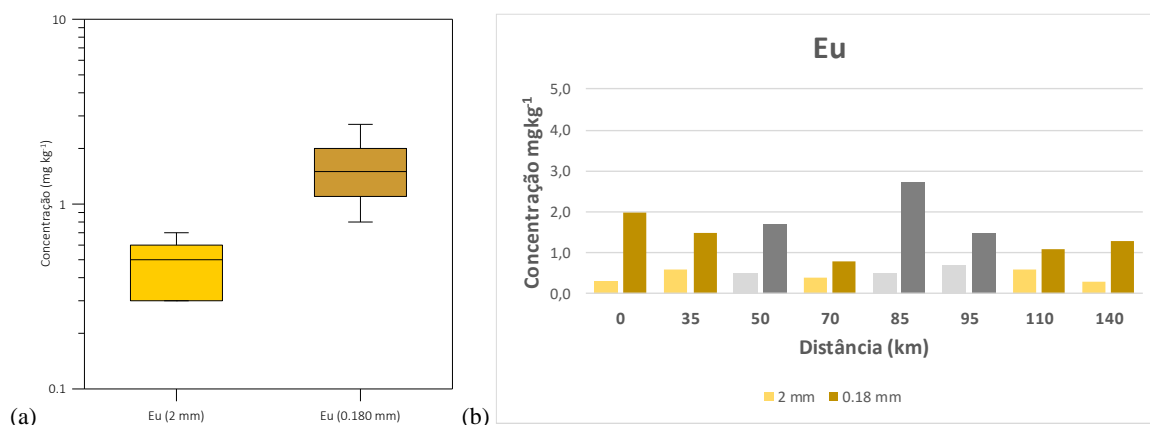 10
1
0.1
Concentração (mg kg⁻¹)
Eu (2 mm)
Eu (0.180 mm)
(a)
Eu
5,0
4,0
3,0
2,0
1,0
0,0
Concentração mgkg⁻¹
0 35 50 70 85 95 110 140
Distância (km)
2 mm 0.18 mm
(b)